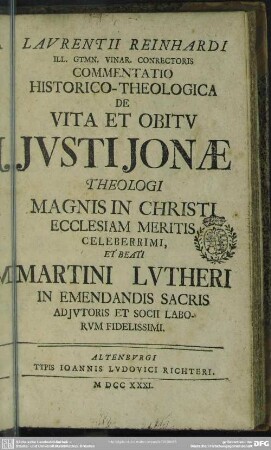 LAVRENTII REINHARDI
ILL. GYMN. VINAR. CONRECTORIS
COMMENTATIO
HISTORICO-THEOLOGICA
DE
VITA ET OBITV
JVSTI JONÆ
THEOLOGI
MAGNIS IN CHRISTI
ECCLESIAM MERITIS
CELEBERRIMI,
ET BEATI
MARTINI LVTHERI
IN EMENDANDIS SACRIS
ADJVTORIS ET SOCII LABO-
RVM FIDELISSIMI.
ALTENBVRGI
TYPIS IOANNIS LVDOVICI RICHTERI.
M DCC XXXI.